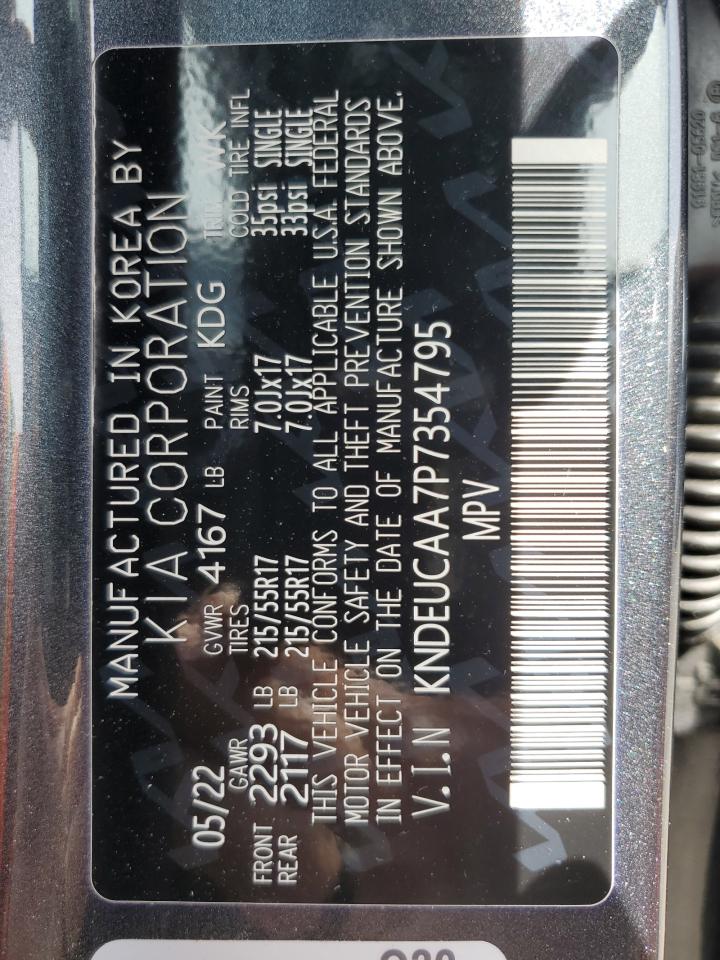 MANUFACTURED IN KOREA BY
KIA CORPORATION
05/22 GVWR 4167 LB PAINT KDG TRIM WK
GAWR TIRES RIMS COLD TIRE INFL
FRONT 2293 LB 215/55R17 7.0Jx17 35psi SINGLE
REAR 2117 LB 215/55R17 7.0Jx17 33psi SINGLE
THIS VEHICLE CONFORMS TO ALL APPLICABLE U.S.A. FEDERAL
MOTOR VEHICLE SAFETY AND THEFT PREVENTION STANDARDS
IN EFFECT ON THE DATE OF MANUFACTURE SHOWN ABOVE.
V.I.N KNDEUCAA7P7354795
MPV